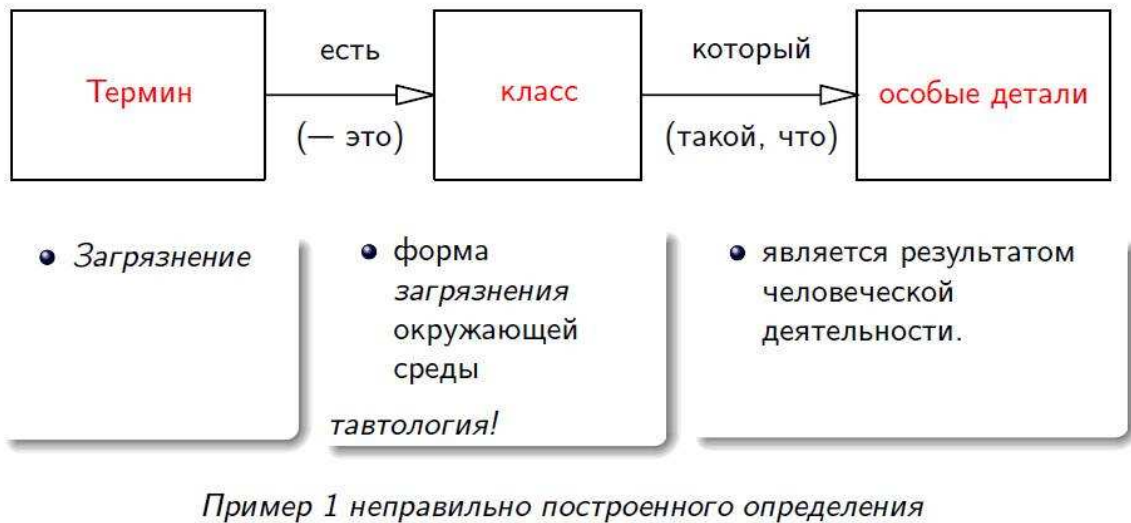 есть
который
Термин
класс
особые детали
(— это)
(такой, что)
Загрязнение
форма
загрязнения
окружающей
среды
тавтология!
является результатом
человеческой
деятельности.
Пример 1 неправильно построенного определения